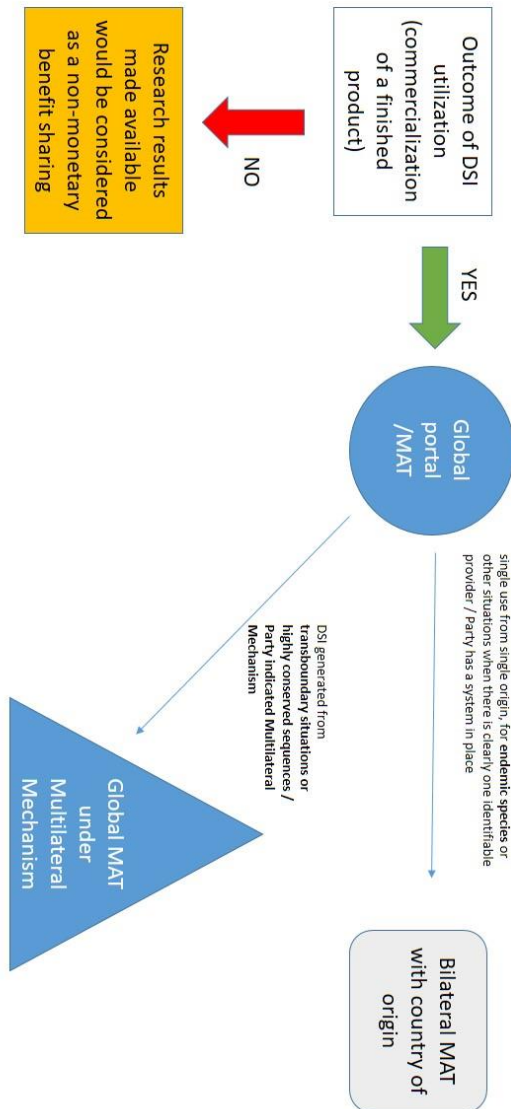 Outcome of DSI
utilization
(commercialization
of a finished
product)
YES
Global
portal
/MAT
single use from single origin, for endemic species or
other situations when there is clearly one identifiable
provider / Party has a system in place
Bilateral MAT
with country of
origin
NO
Research results
made available
would be considered
as a non-monetary
benefit sharing
DSI generated from
transboundary situations or
highly conserved sequences /
Party indicated Multilateral
Mechanism
Global MAT
under
Multilateral
Mechanism